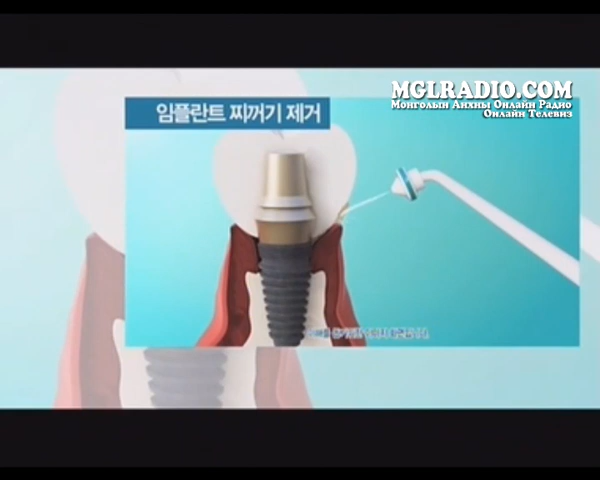 MGLRADIO.COM
Монголын Анхны Онлайн Радио
Онлайн Телевиз
임플란트 찌꺼기 제거